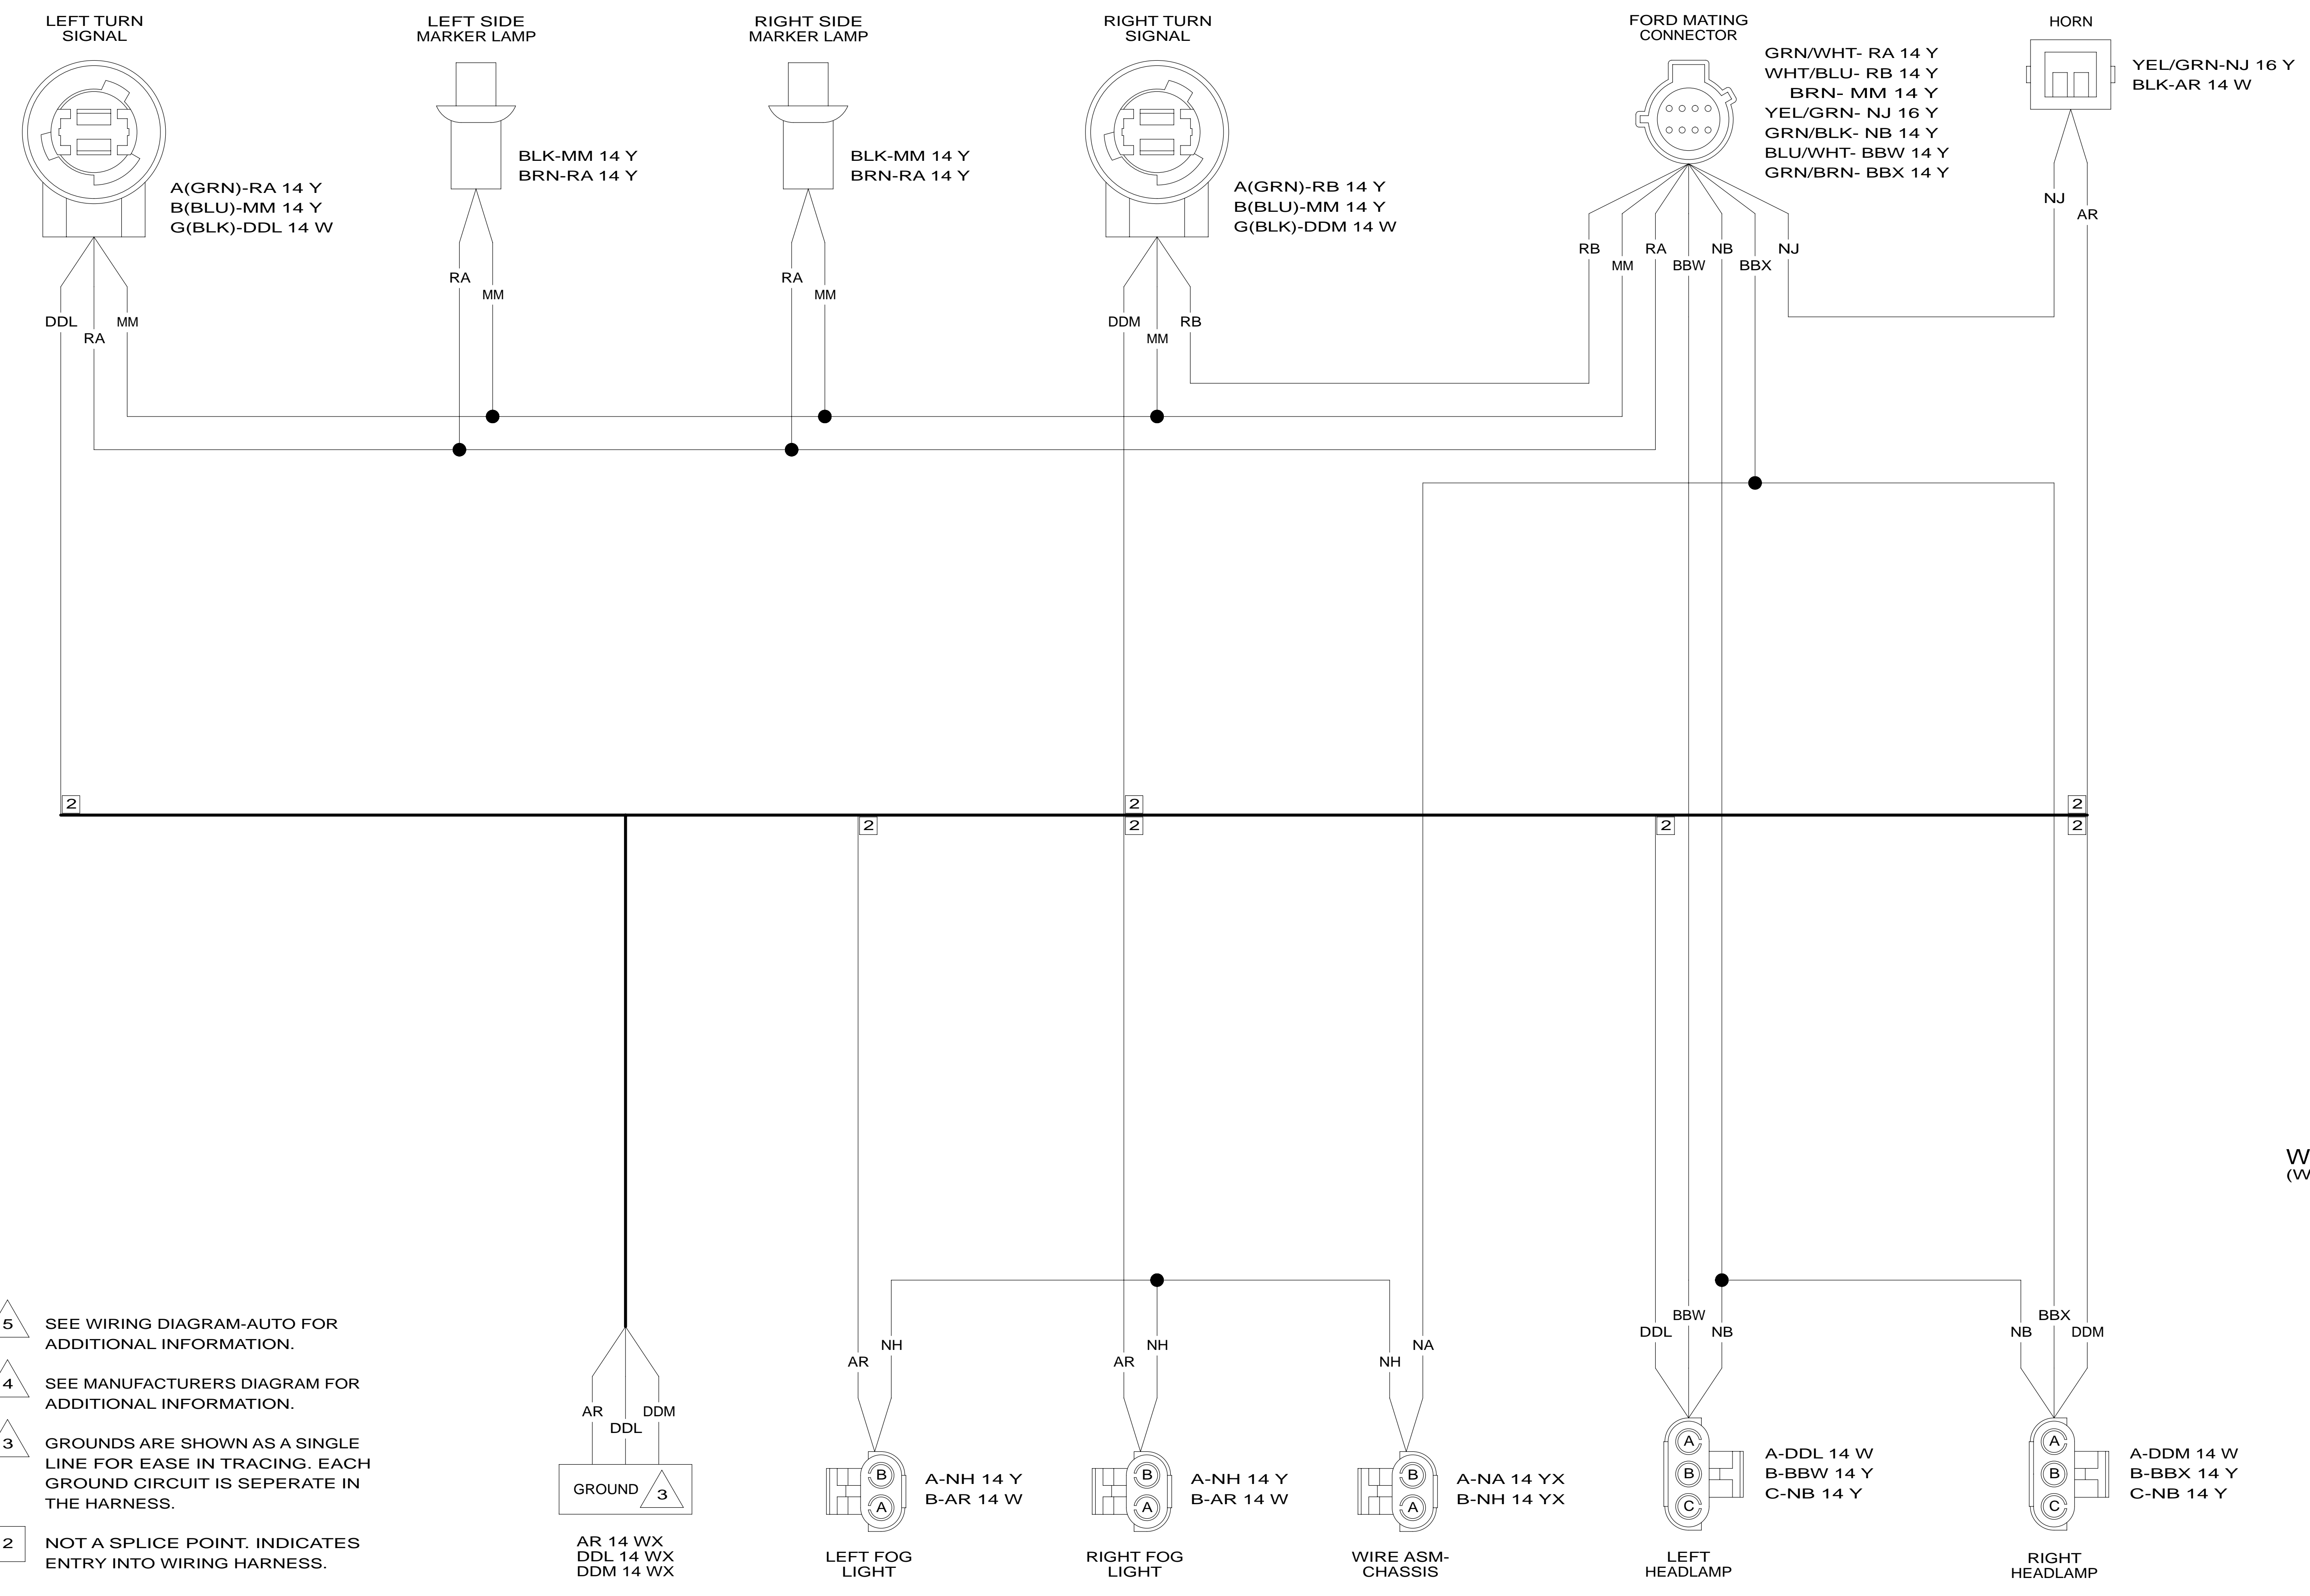 LEFT TURN
SIGNAL
LEFT SIDE
MARKER LAMP
RIGHT SIDE
MARKER LAMP
RIGHT TURN
SIGNAL
FORD MATING
CONNECTOR
HORN
GRN/WHT- RA 14 Y
WHT/BLU- RB 14 Y
BRN- MM 14 Y
YEL/GRN- NJ 16 Y
GRN/BLK- NB 14 Y
BLU/WHT- BBW 14 Y
GRN/BRN- BBX 14 Y
YEL/GRN-NJ 16 Y
BLK-AR 14 W
A(GRN)-RA 14 Y
B(BLU)-MM 14 Y
G(BLK)-DDL 14 W
BLK-MM 14 Y
BRN-RA 14 Y
BLK-MM 14 Y
BRN-RA 14 Y
A(GRN)-RB 14 Y
B(BLU)-MM 14 Y
G(BLK)-DDM 14 W
DDL
RA
MM
RA
MM
RA
MM
DDM
MM
RB
RB
MM
RA
BBW
NB
BBX
NJ
NJ
AR
2
2
2
2
2
2
2
W
(W
5
SEE WIRING DIAGRAM-AUTO FOR
ADDITIONAL INFORMATION.
4
SEE MANUFACTURERS DIAGRAM FOR
ADDITIONAL INFORMATION.
3
GROUNDS ARE SHOWN AS A SINGLE
LINE FOR EASE IN TRACING. EACH
GROUND CIRCUIT IS SEPERATE IN
THE HARNESS.
2
NOT A SPLICE POINT. INDICATES
ENTRY INTO WIRING HARNESS.
AR
DDL
DDM
GROUND
3
AR 14 WX
DDL 14 WX
DDM 14 WX
AR
NH
B
A
A-NH 14 Y
B-AR 14 W
LEFT FOG
LIGHT
AR
NH
B
A
A-NH 14 Y
B-AR 14 W
RIGHT FOG
LIGHT
NH
NA
B
A
A-NA 14 YX
B-NH 14 YX
WIRE ASM-
CHASSIS
DDL
BBW
NB
A
B
C
A-DDL 14 W
B-BBW 14 Y
C-NB 14 Y
LEFT
HEADLAMP
NB
BBX
DDM
A
B
C
A-DDM 14 W
B-BBX 14 Y
C-NB 14 Y
RIGHT
HEADLAMP